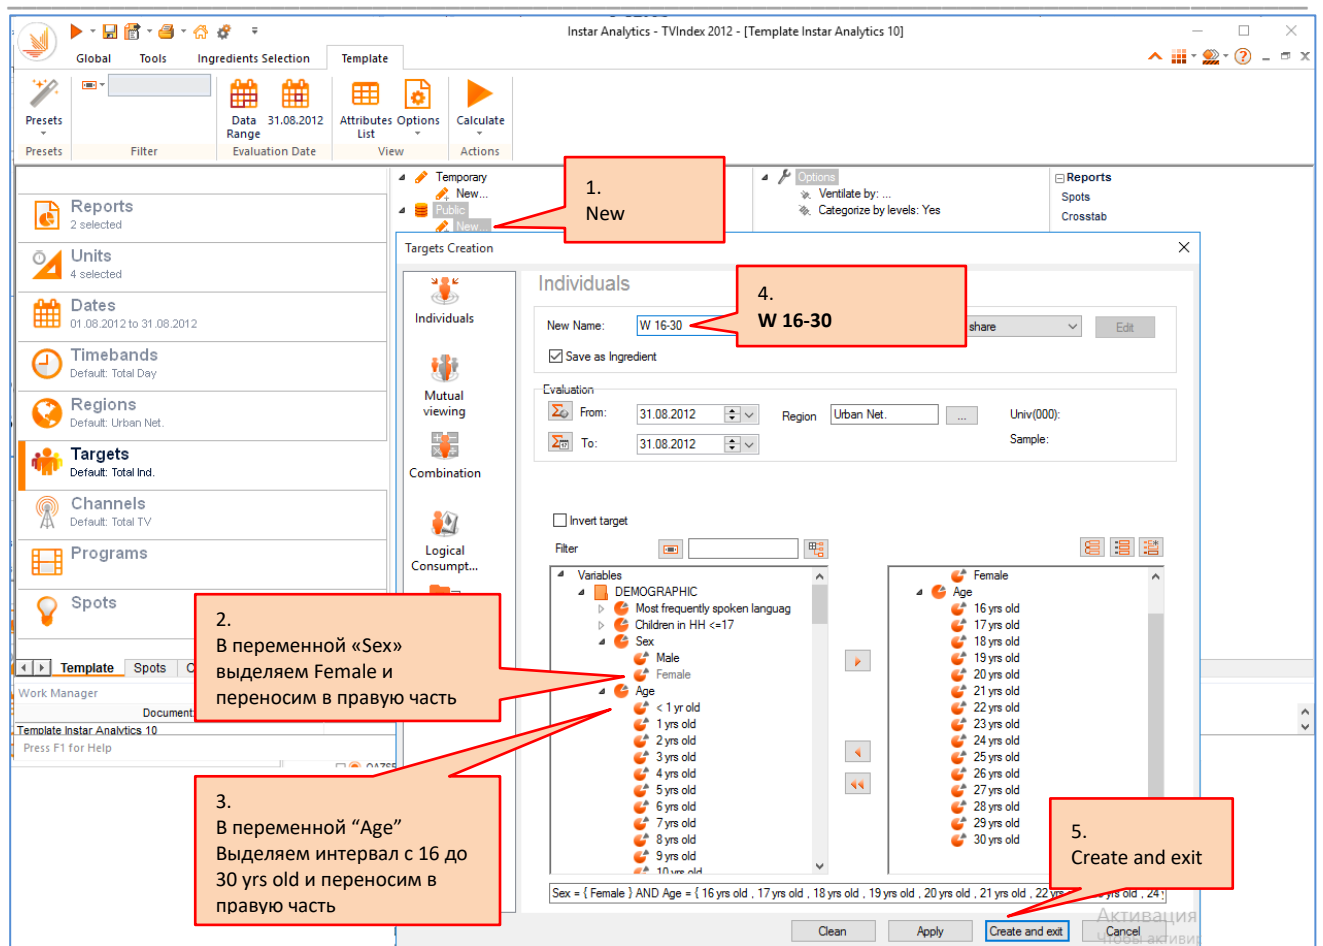 Instar Analytics - TVIndex 2012 - [Template Instar Analytics 10]
Global Tools Ingredients Selection Template
Presets
Data Range
31.08.2012
Attributes List
Options
Calculate
Presets Filter Evaluation Date View Actions
Reports
2 selected
Units
4 selected
Dates
01.08.2012 to 31.08.2012
Timebands
Default: Total Day
Regions
Default: Urban Net.
Targets
Default: Total Ind.
Channels
Default: Total TV
Programs
Spots
Template Spots
Work Manager
Document
Template Instar Analytics 10
Press F1 for Help
Temporary
New...
Public
New...
Options
Ventilate by: ...
Categorize by levels: Yes
Reports
Spots
Crosstab
1.
New
Targets Creation
Individuals
Mutual
viewing
Combination
Logical
Consumpt...
Individuals
New Name: W 16-30
share
Edit
4.
W 16-30
Save as Ingredient
Evaluation
From: 31.08.2012
Region Urban Net. ...
Univ(000):
To: 31.08.2012
Sample:
Invert target
Filter
Variables
DEMOGRAPHIC
Most frequently spoken languag
Children in HH <=17
Sex
Male
Female
Age
< 1 yr old
1 yrs old
2 yrs old
3 yrs old
4 yrs old
5 yrs old
6 yrs old
7 yrs old
8 yrs old
9 yrs old
10 yrs old
Female
Age
16 yrs old
17 yrs old
18 yrs old
19 yrs old
20 yrs old
21 yrs old
22 yrs old
23 yrs old
24 yrs old
25 yrs old
26 yrs old
27 yrs old
28 yrs old
29 yrs old
30 yrs old
2.
В переменной «Sex»
выделяем Female и
переносим в правую часть
3.
В переменной “Age”
Выделяем интервал с 16 до
30 yrs old и переносим в
правую часть
5.
Create and exit
Sex = { Female } AND Age = { 16 yrs old , 17 yrs old , 18 yrs old , 19 yrs old , 20 yrs old , 21 yrs old , 22 yrs old , 24
Clean Apply Create and exit Cancel
Активация